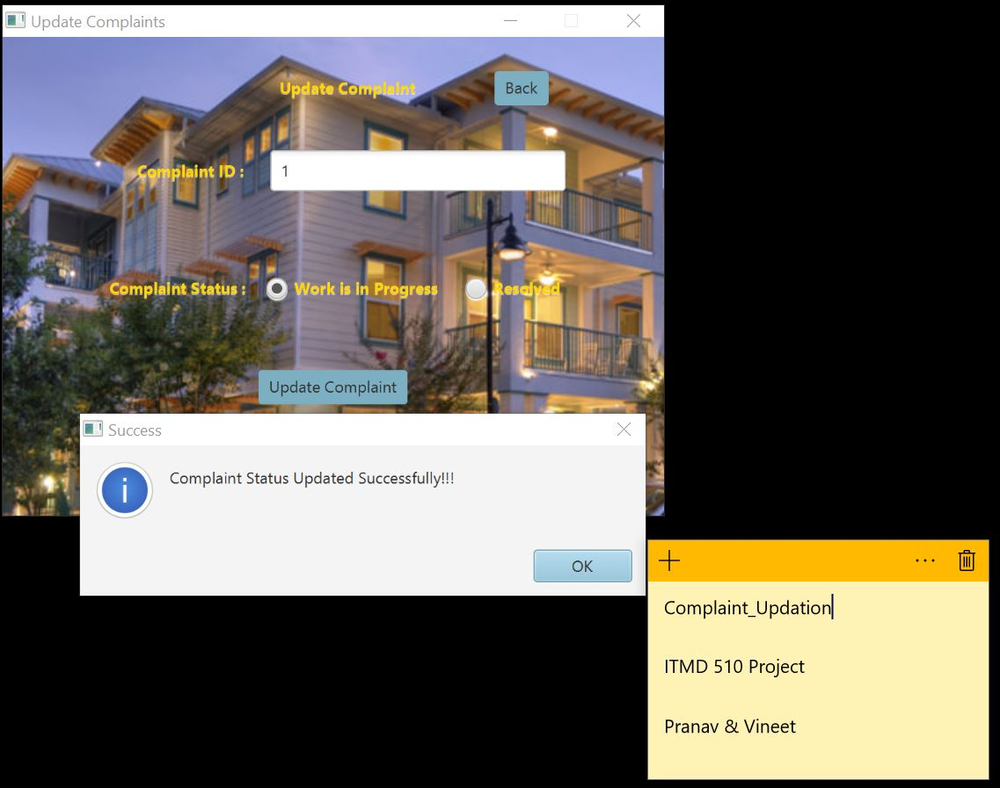 Update Complaints
Update Complaint
Back
Complaint ID :
1
Complaint Status :
Work is in Progress
Resolved
Update Complaint
Success
Complaint Status Updated Successfully!!!
OK
Complaint_Updation
ITMD 510 Project
Pranav & Vineet